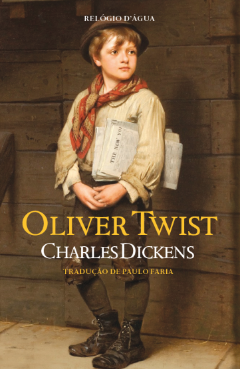 RELÓGIO D'ÁGUA
OLIVER TWIST
CHARLES DICKENS
TRADUÇÃO DE PAULO FARIA